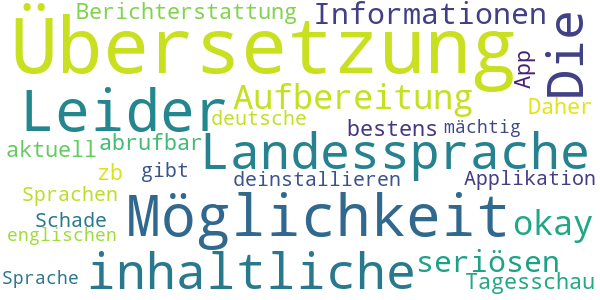 Berichterstattung
Informationen
Übersetzung
Die
App
Leider
Aufbereitung
Daher
deutsche
bestens
mächtig
aktuell
abrufbar
Landessprache
zb
gibt
deinstallieren
Applikation
Sprachen
Möglichkeit
Schade
okay
englischen
inhaltliche
seriösen
Sprache
Tagesschau